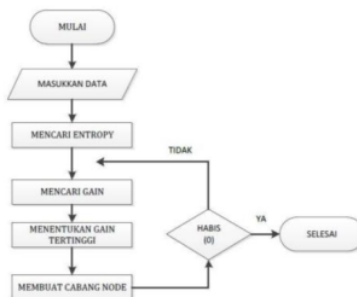 MULAI
MASUKKAN DATA
MENCARI ENTROPY
TIDAK
MENCARI GAIN
MENENTUKAN GAIN
TERTINGGI
HABIS
(0)
YA
SELESAI
MEMBUAT CABANG NODE